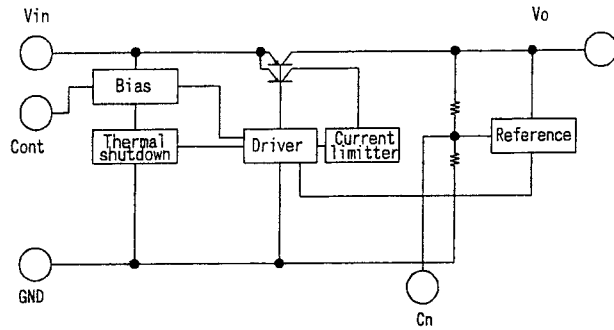 Vin
Vo
Bias
Cont
Thermal
shutdown
Driver
Current
limitter
Reference
GND
Cn